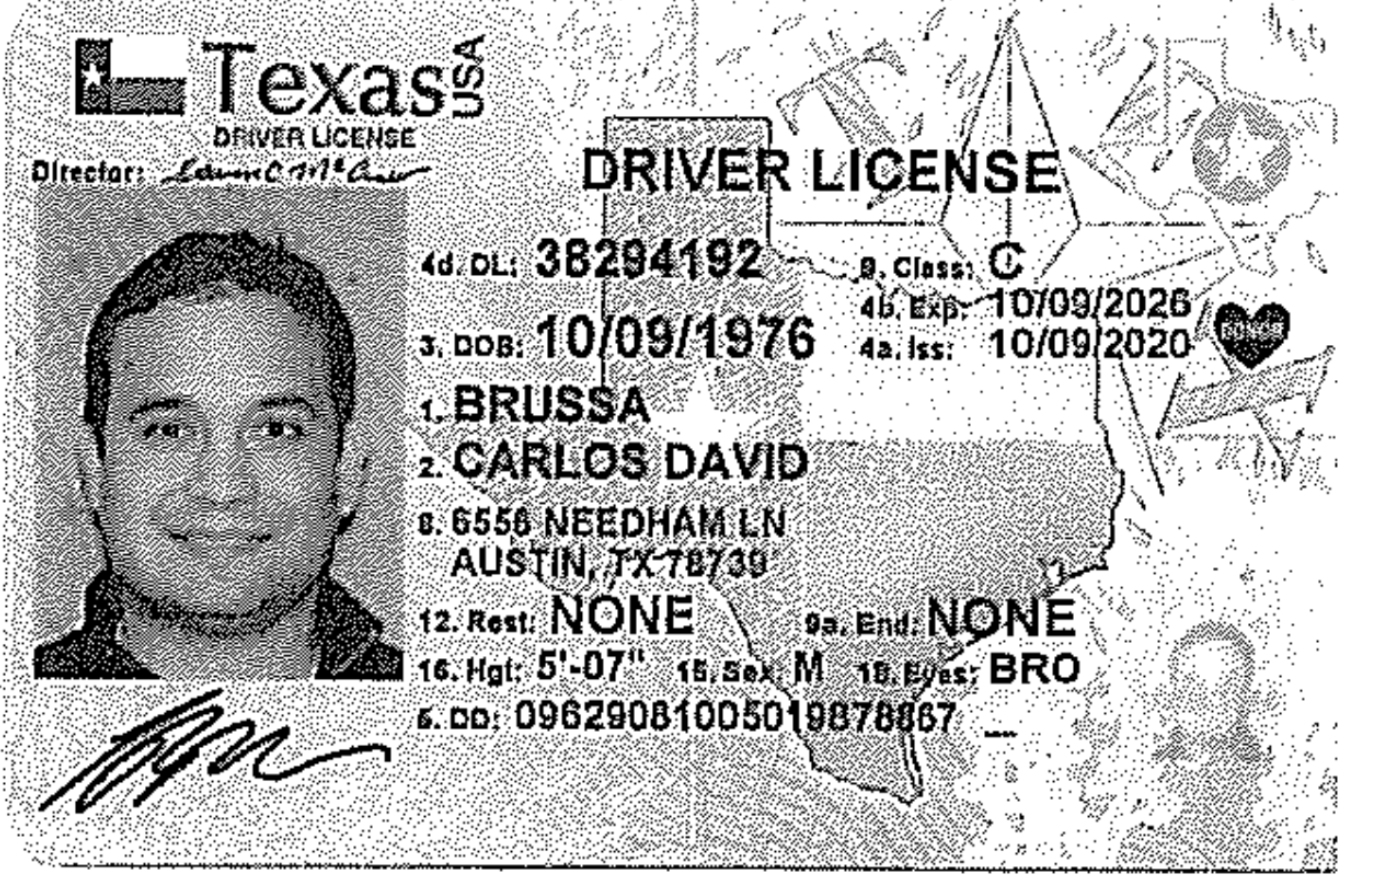 Texas USA
DRIVER LICENSE
Director:
DRIVER LICENSE
4d. DL: 38294192 9. Class: C
4b. Exp: 10/09/2026
3. DOB: 10/09/1976 4a. Iss: 10/09/2020
DONOR
1. BRUSSA
2. CARLOS DAVID
8. 6556 NEEDHAM LN
AUSTIN, TX 78739
12. Rest: NONE 9a. End: NONE
16. Hgt: 5'-07" 15. Sex: M 18. Eyes: BRO
5. DD: 09629081005019878867